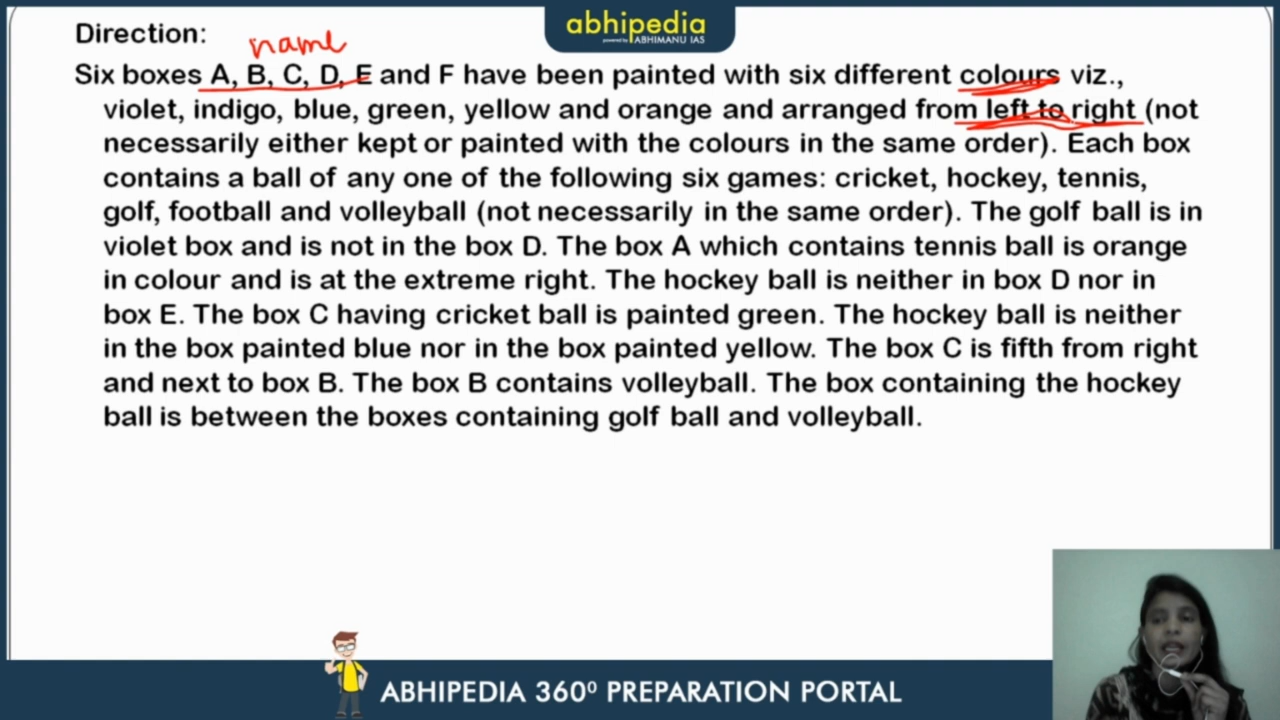 abhipedia
powered by ABHIMANU IAS
Direction:
name
Six boxes A, B, C, D, E and F have been painted with six different colours viz.,
violet, indigo, blue, green, yellow and orange and arranged from left to right (not
necessarily either kept or painted with the colours in the same order). Each box
contains a ball of any one of the following six games: cricket, hockey, tennis,
golf, football and volleyball (not necessarily in the same order). The golf ball is in
violet box and is not in the box D. The box A which contains tennis ball is orange
in colour and is at the extreme right. The hockey ball is neither in box D nor in
box E. The box C having cricket ball is painted green. The hockey ball is neither
in the box painted blue nor in the box painted yellow. The box C is fifth from right
and next to box B. The box B contains volleyball. The box containing the hockey
ball is between the boxes containing golf ball and volleyball.
ABHIPEDIA 360⁰ PREPARATION PORTAL